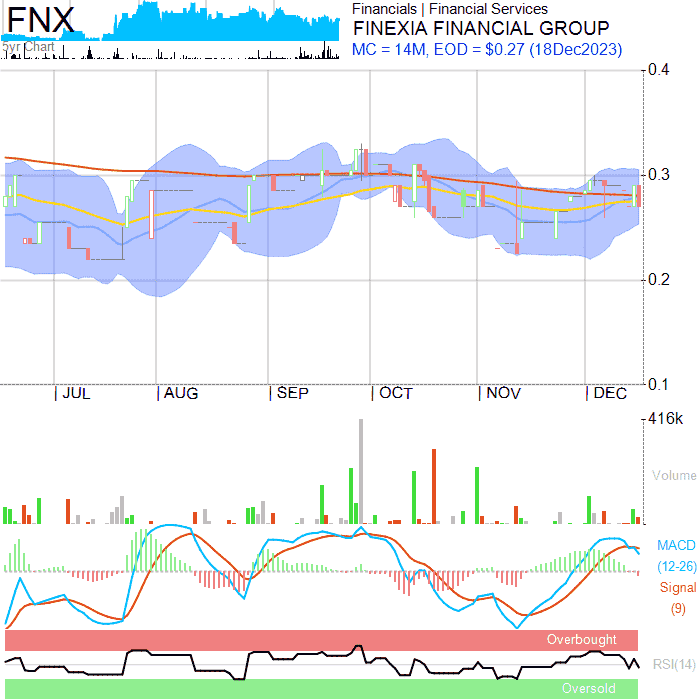 FNX
5yr Chart
Financials | Financial Services
FINEXIA FINANCIAL GROUP
MC = 14M, EOD = $0.27 (18Dec2023)
0.4
0.3
0.2
0.1
| JUL | AUG | SEP | OCT | NOV | DEC
416k
Volume
MACD
(12-26)
Signal
(9)
Overbought
RSI(14)
Oversold